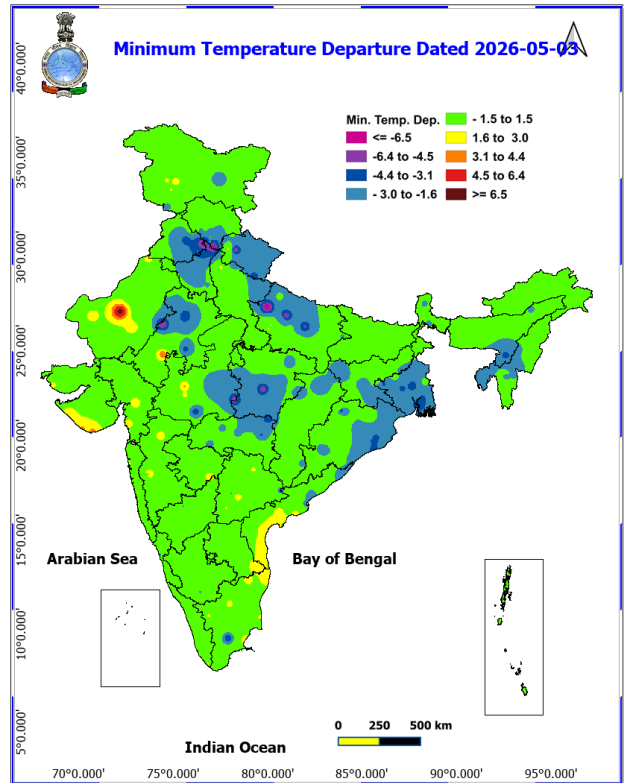 Minimum Temperature Departure Dated 2026-05-03
40°0.000'
35°0.000'
30°0.000'
25°0.000'
20°0.000'
15°0.000'
10°0.000'
5°0.000'
Min. Temp. Dep.
<= -6.5
-6.4 to -4.5
-4.4 to -3.1
- 3.0 to -1.6
- 1.5 to 1.5
1.6 to 3.0
3.1 to 4.4
4.5 to 6.4
>= 6.5
Arabian Sea
Bay of Bengal
Indian Ocean
0 250 500 km
70°0.000' 75°0.000' 80°0.000' 85°0.000' 90°0.000' 95°0.000'